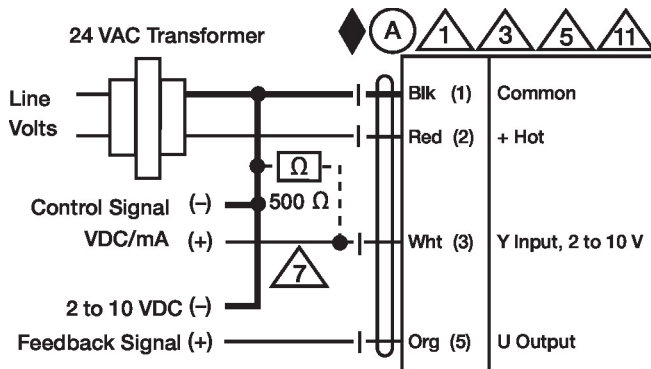 24 VAC Transformer
A 1 3 5 11
Line
Volts
Blk (1) Common
Red (2) + Hot
Ω
500 Ω
Control Signal (-)
VDC/mA (+)
7
Wht (3) Y Input, 2 to 10 V
2 to 10 VDC (-)
Feedback Signal (+)
Org (5) U Output